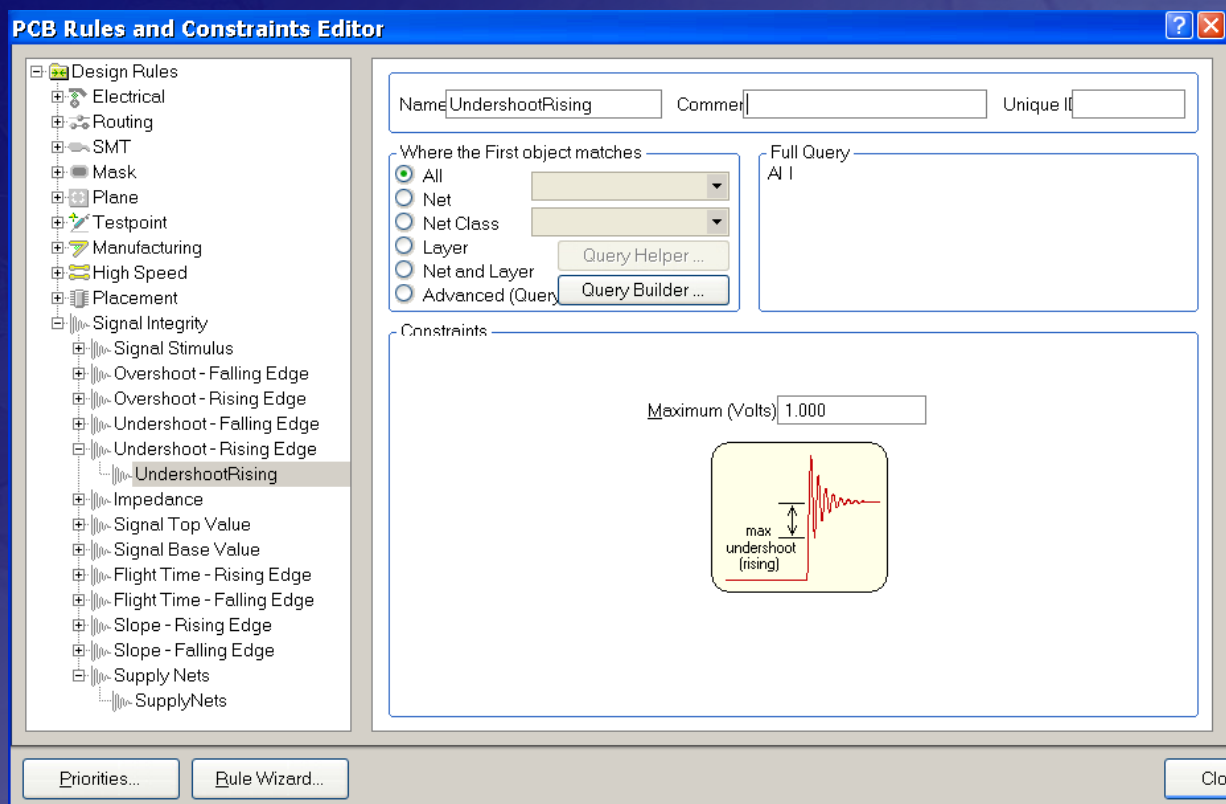 PCB Rules and Constraints Editor
Design Rules
Electrical
Routing
SMT
Mask
Plane
Testpoint
Manufacturing
High Speed
Placement
Signal Integrity
Signal Stimulus
Overshoot - Falling Edge
Overshoot - Rising Edge
Undershoot - Falling Edge
Undershoot - Rising Edge
UndershootRising
Impedance
Signal Top Value
Signal Base Value
Flight Time - Rising Edge
Flight Time - Falling Edge
Slope - Rising Edge
Slope - Falling Edge
Supply Nets
SupplyNets
Name UndershootRising Commer Unique I
Where the First object matches
All
Net
Net Class
Layer
Net and Layer
Advanced (Query
Query Helper ...
Query Builder ...
Full Query
All
Constraints
Maximum (Volts) 1.000
max
undershoot
(rising)
Priorities...
Rule Wizard...
Clo